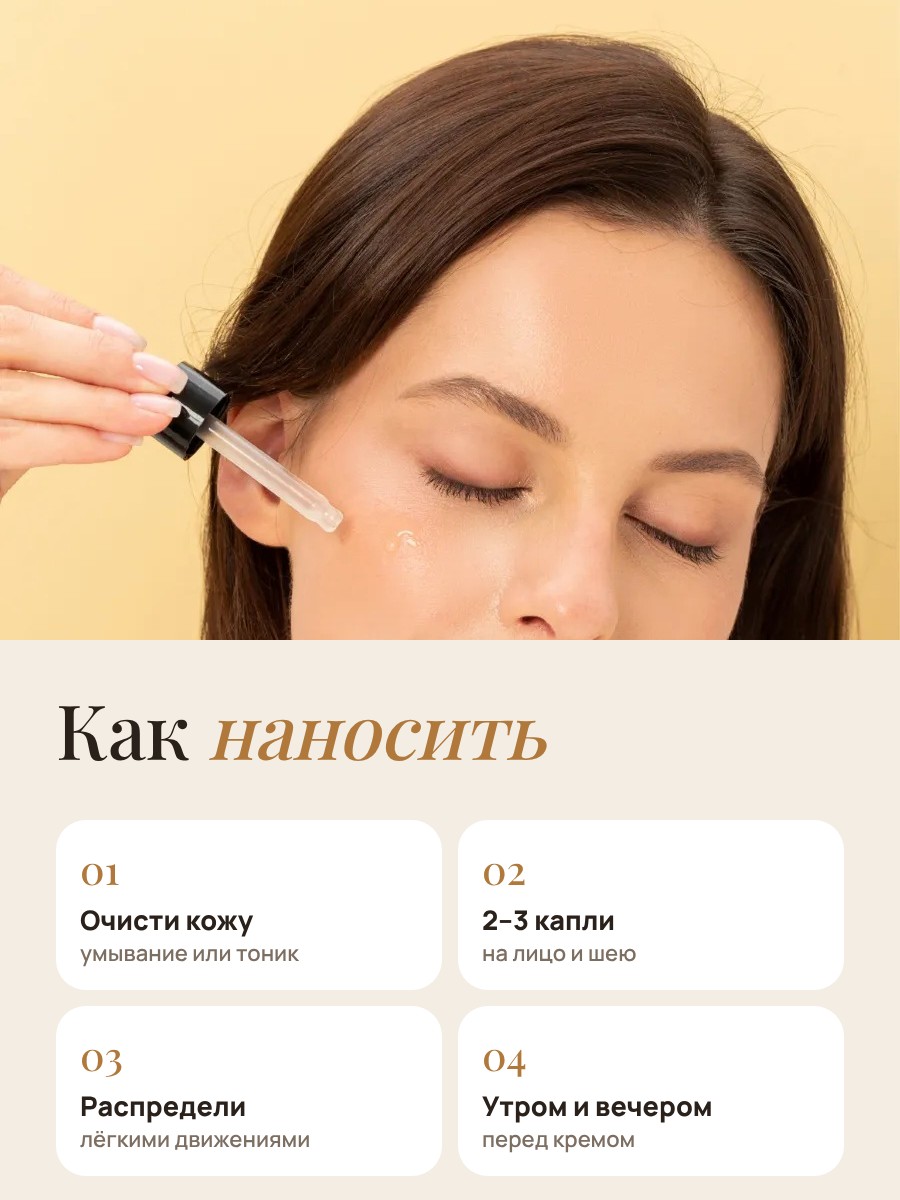 Как наносить
01
Очисти кожу
умывание или тоник
02
2–3 капли
на лицо и шею
03
Распредели
лёгкими движениями
04
Утром и вечером
перед кремом